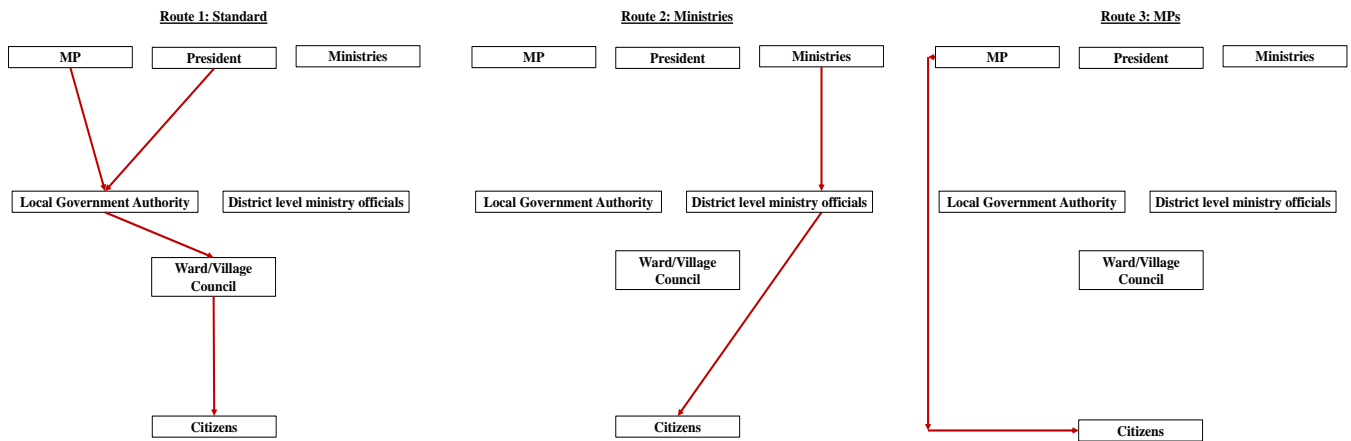 Route 1: Standard
MP
President
Ministries
Local Government Authority
District level ministry officials
Ward/Village
Council
Citizens
Route 2: Ministries
MP
President
Ministries
Local Government Authority
District level ministry officials
Ward/Village
Council
Citizens
Route 3: MPs
MP
President
Ministries
Local Government Authority
District level ministry officials
Ward/Village
Council
Citizens